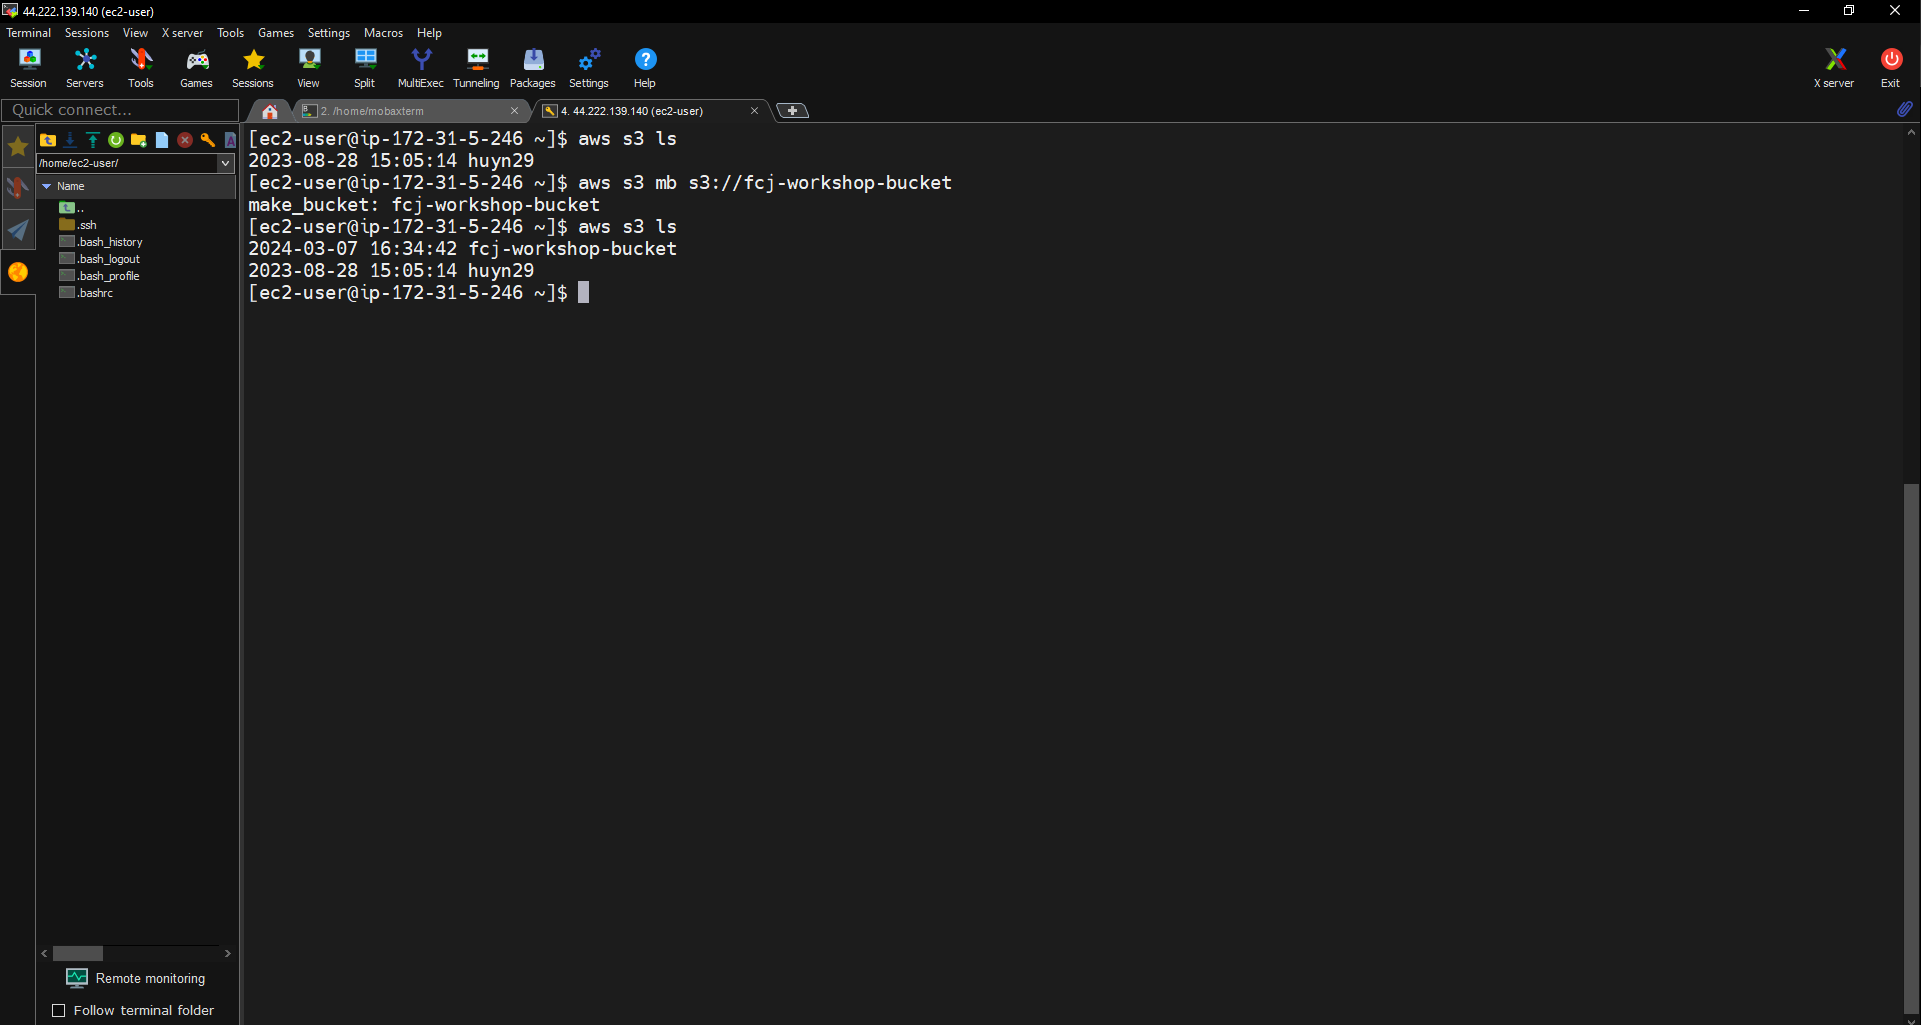 44.222.139.140 (ec2-user)
Terminal Sessions View X server Tools Games Settings Macros Help
Session Servers Tools Games Sessions View Split MultiExec Tunneling Packages Settings Help X server Exit
Quick connect...
2. /home/mobaxterm
4. 44.222.139.140 (ec2-user)
/home/ec2-user/
Name
..
.ssh
.bash_history
.bash_logout
.bash_profile
.bashrc
[ec2-user@ip-172-31-5-246 ~]$ aws s3 ls
2023-08-28 15:05:14 huyn29
[ec2-user@ip-172-31-5-246 ~]$ aws s3 mb s3://fcj-workshop-bucket
make_bucket: fcj-workshop-bucket
[ec2-user@ip-172-31-5-246 ~]$ aws s3 ls
2024-03-07 16:34:42 fcj-workshop-bucket
2023-08-28 15:05:14 huyn29
[ec2-user@ip-172-31-5-246 ~]$
Remote monitoring
Follow terminal folder